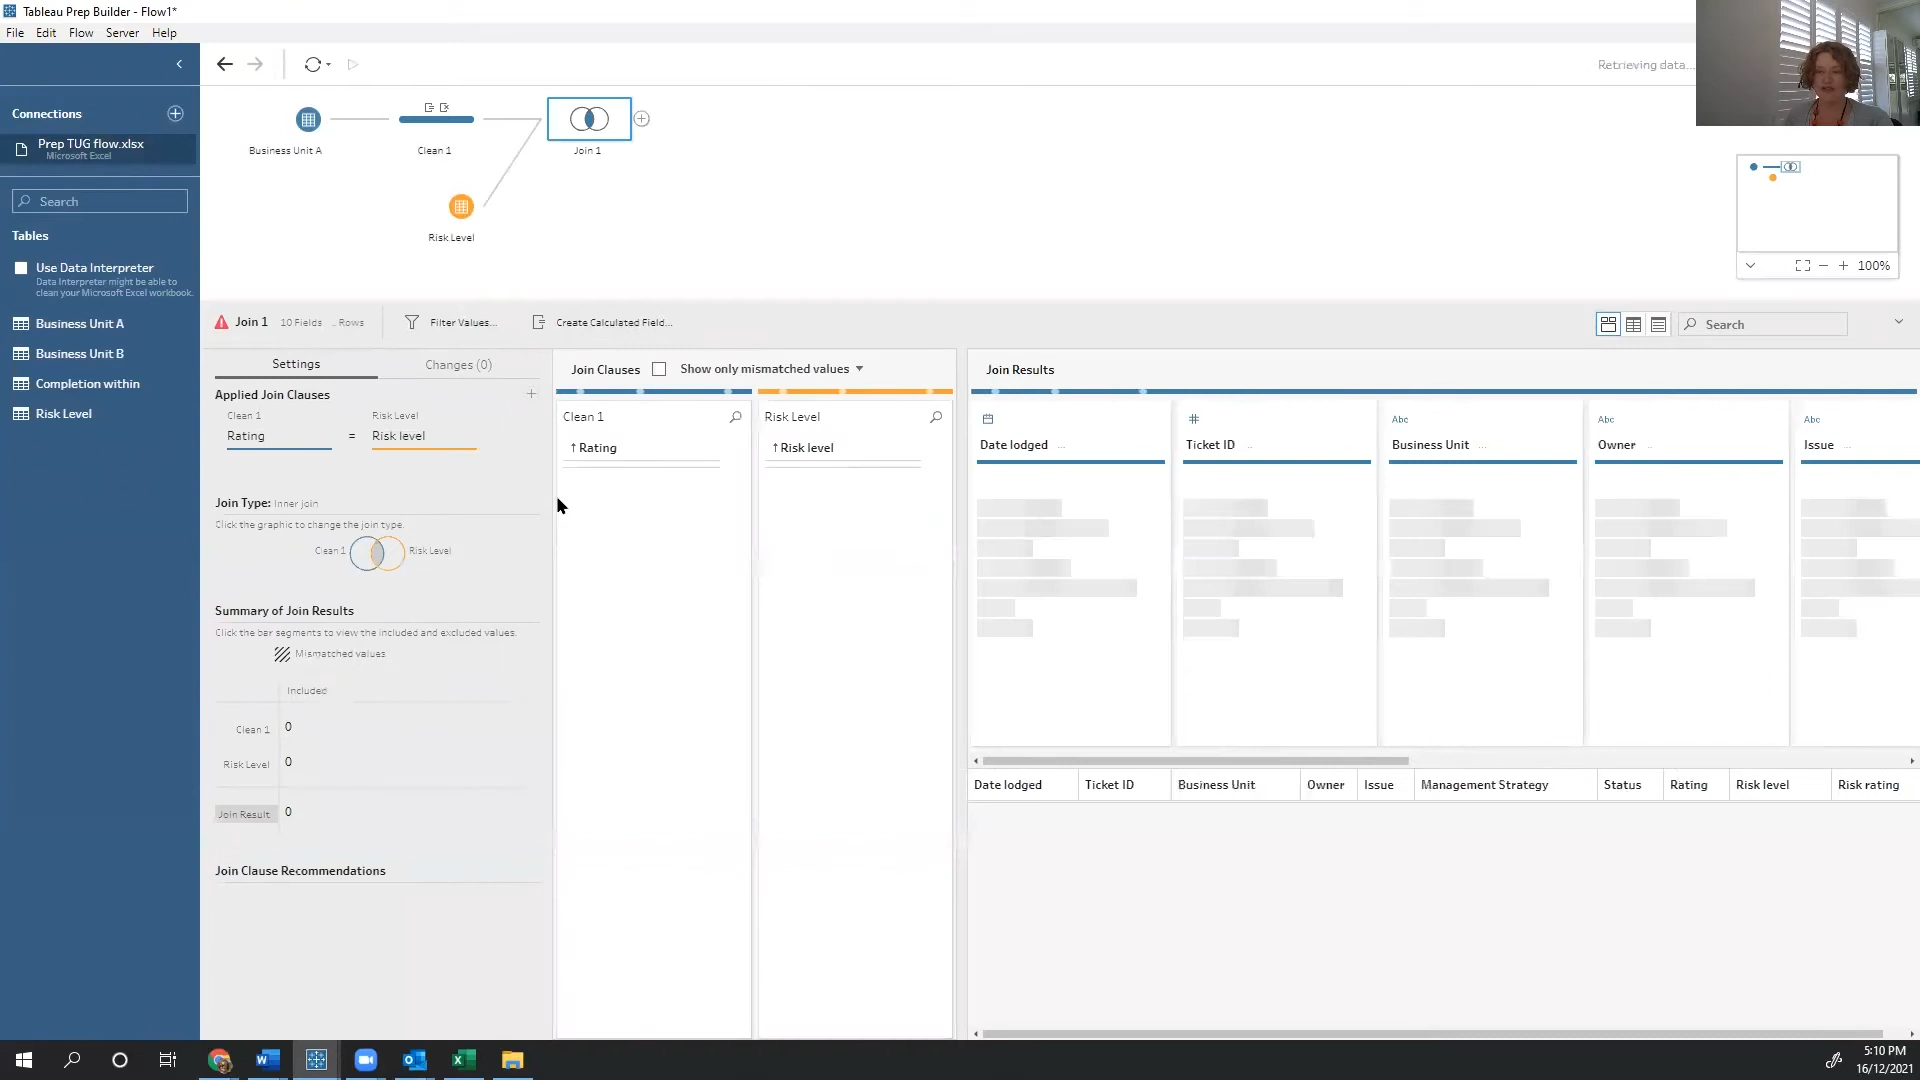 Tableau Prep Builder - Flow1*
File Edit Flow Server Help
Retrieving data...
Connections
Prep TUG flow.xlsx
Microsoft Excel
Search
Tables
Use Data Interpreter
Data Interpreter might be able to
clean your Microsoft Excel workbook.
Business Unit A
Business Unit B
Completion within
Risk Level
Business Unit A
Clean 1
Join 1
Risk Level
100%
Join 1 10 Fields .. Rows
Filter Values...
Create Calculated Field...
Search
Settings
Changes (0)
Applied Join Clauses
Clean 1 Risk Level
Rating = Risk level
Join Type: Inner join
Click the graphic to change the join type.
Clean 1 Risk Level
Summary of Join Results
Click the bar segments to view the included and excluded values.
Mismatched values
Included
Clean 1 0
Risk Level 0
Join Result 0
Join Clause Recommendations
Join Clauses
Show only mismatched values
Clean 1
Rating
Risk Level
Risk level
Join Results
Date lodged ...
# Ticket ID ..
Abc Business Unit ...
Abc Owner ..
Abc Issue ...
Date lodged Ticket ID Business Unit Owner Issue Management Strategy Status Rating Risk level Risk rating
5:10 PM
16/12/2021